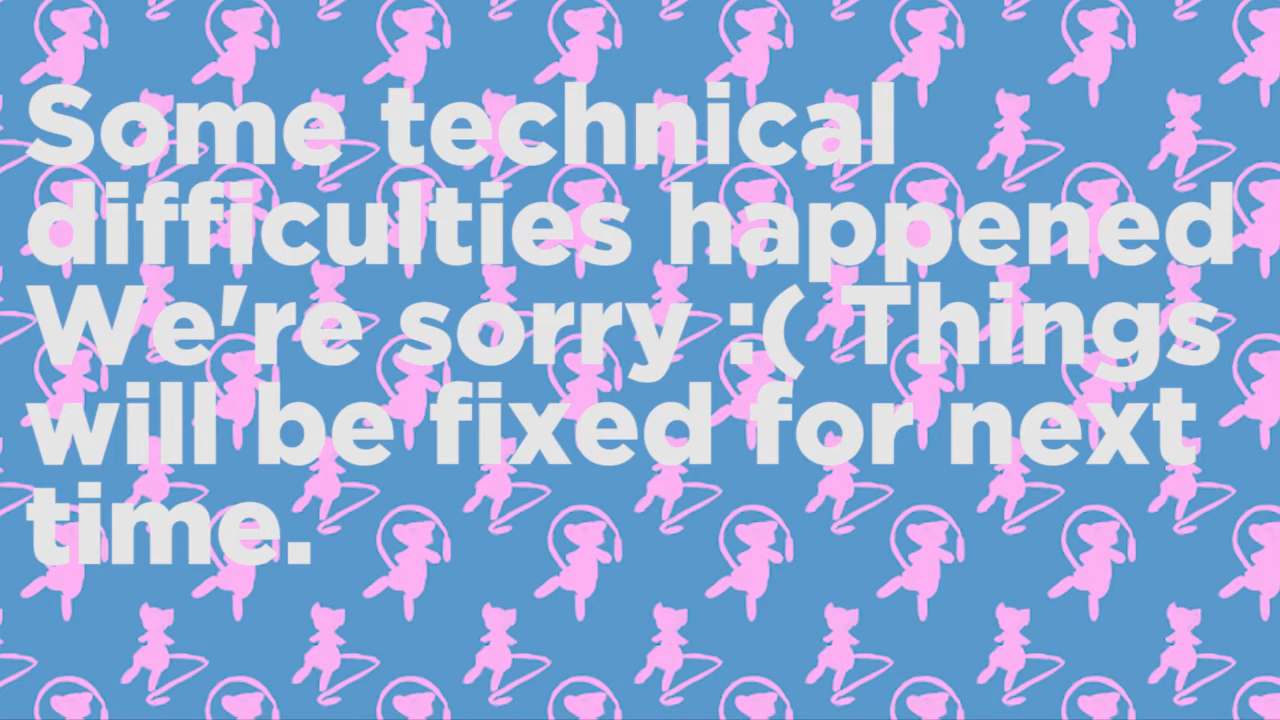 Some technical
difficulties happened
We're sorry :( Things
will be fixed for next
time.